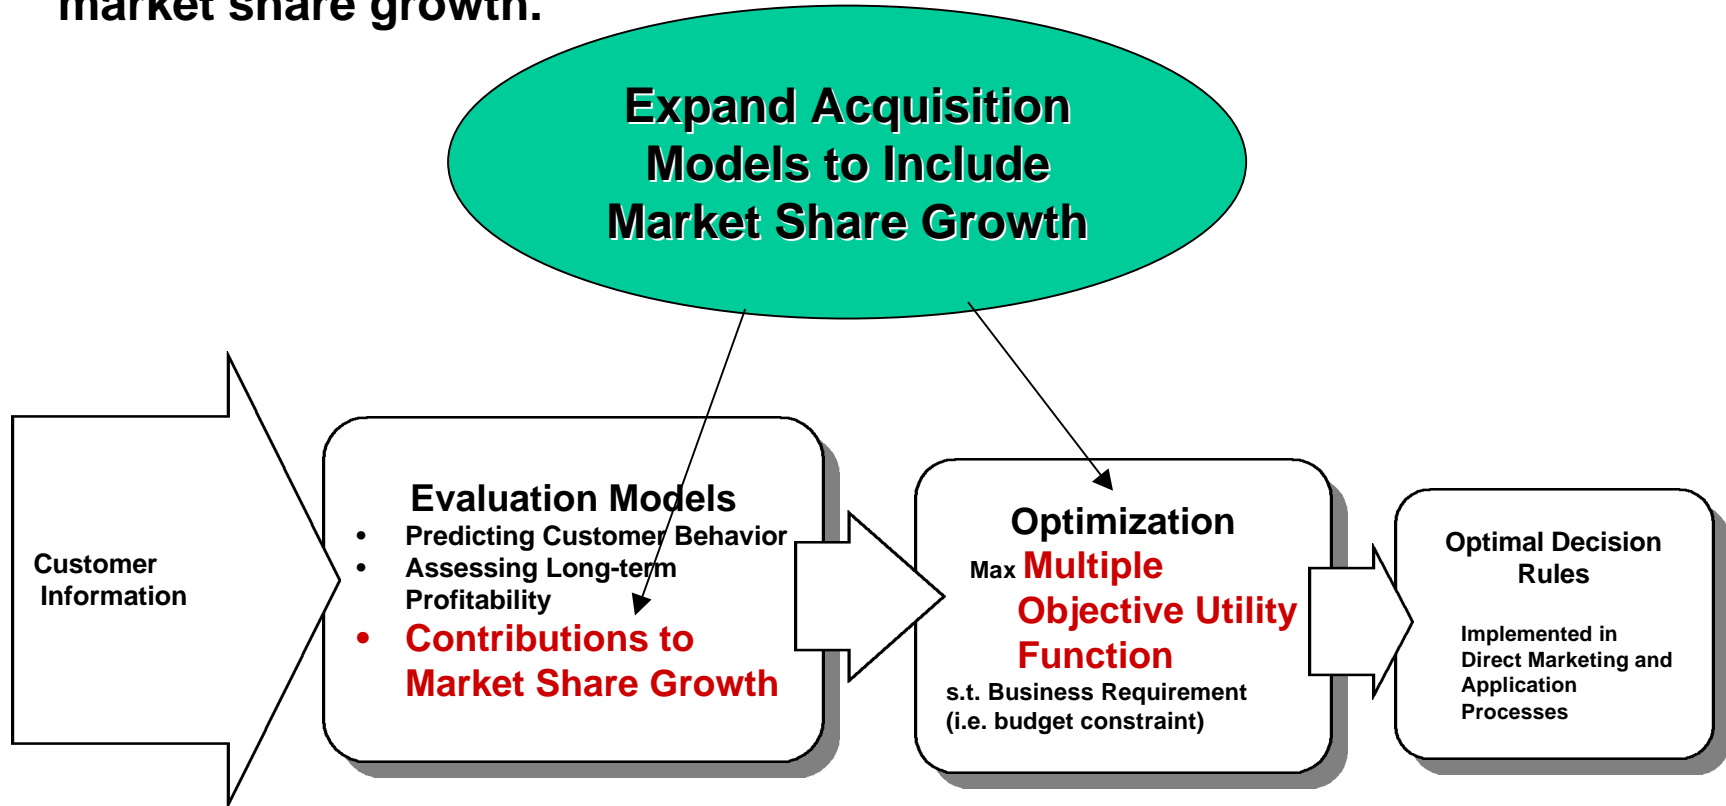 market share growth.
Expand Acquisition
Models to Include
Market Share Growth
Customer
Information
Evaluation Models
• Predicting Customer Behavior
• Assessing Long-term
Profitability
• Contributions to
Market Share Growth
Optimization
Max Multiple
Objective Utility
Function
s.t. Business Requirement
(i.e. budget constraint)
Optimal Decision
Rules
Implemented in
Direct Marketing and
Application
Processes